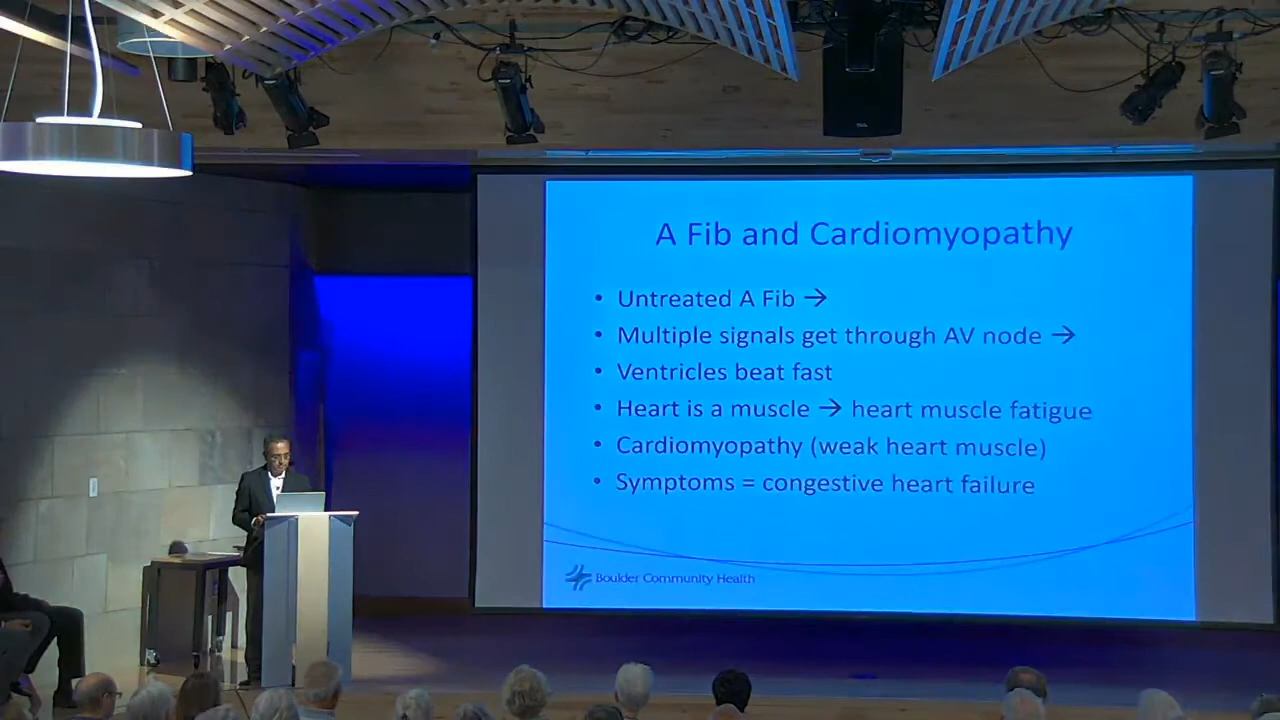 A Fib and Cardiomyopathy
• Untreated A Fib →
• Multiple signals get through AV node →
• Ventricles beat fast
• Heart is a muscle → heart muscle fatigue
• Cardiomyopathy (weak heart muscle)
• Symptoms = congestive heart failure
Boulder Community Health